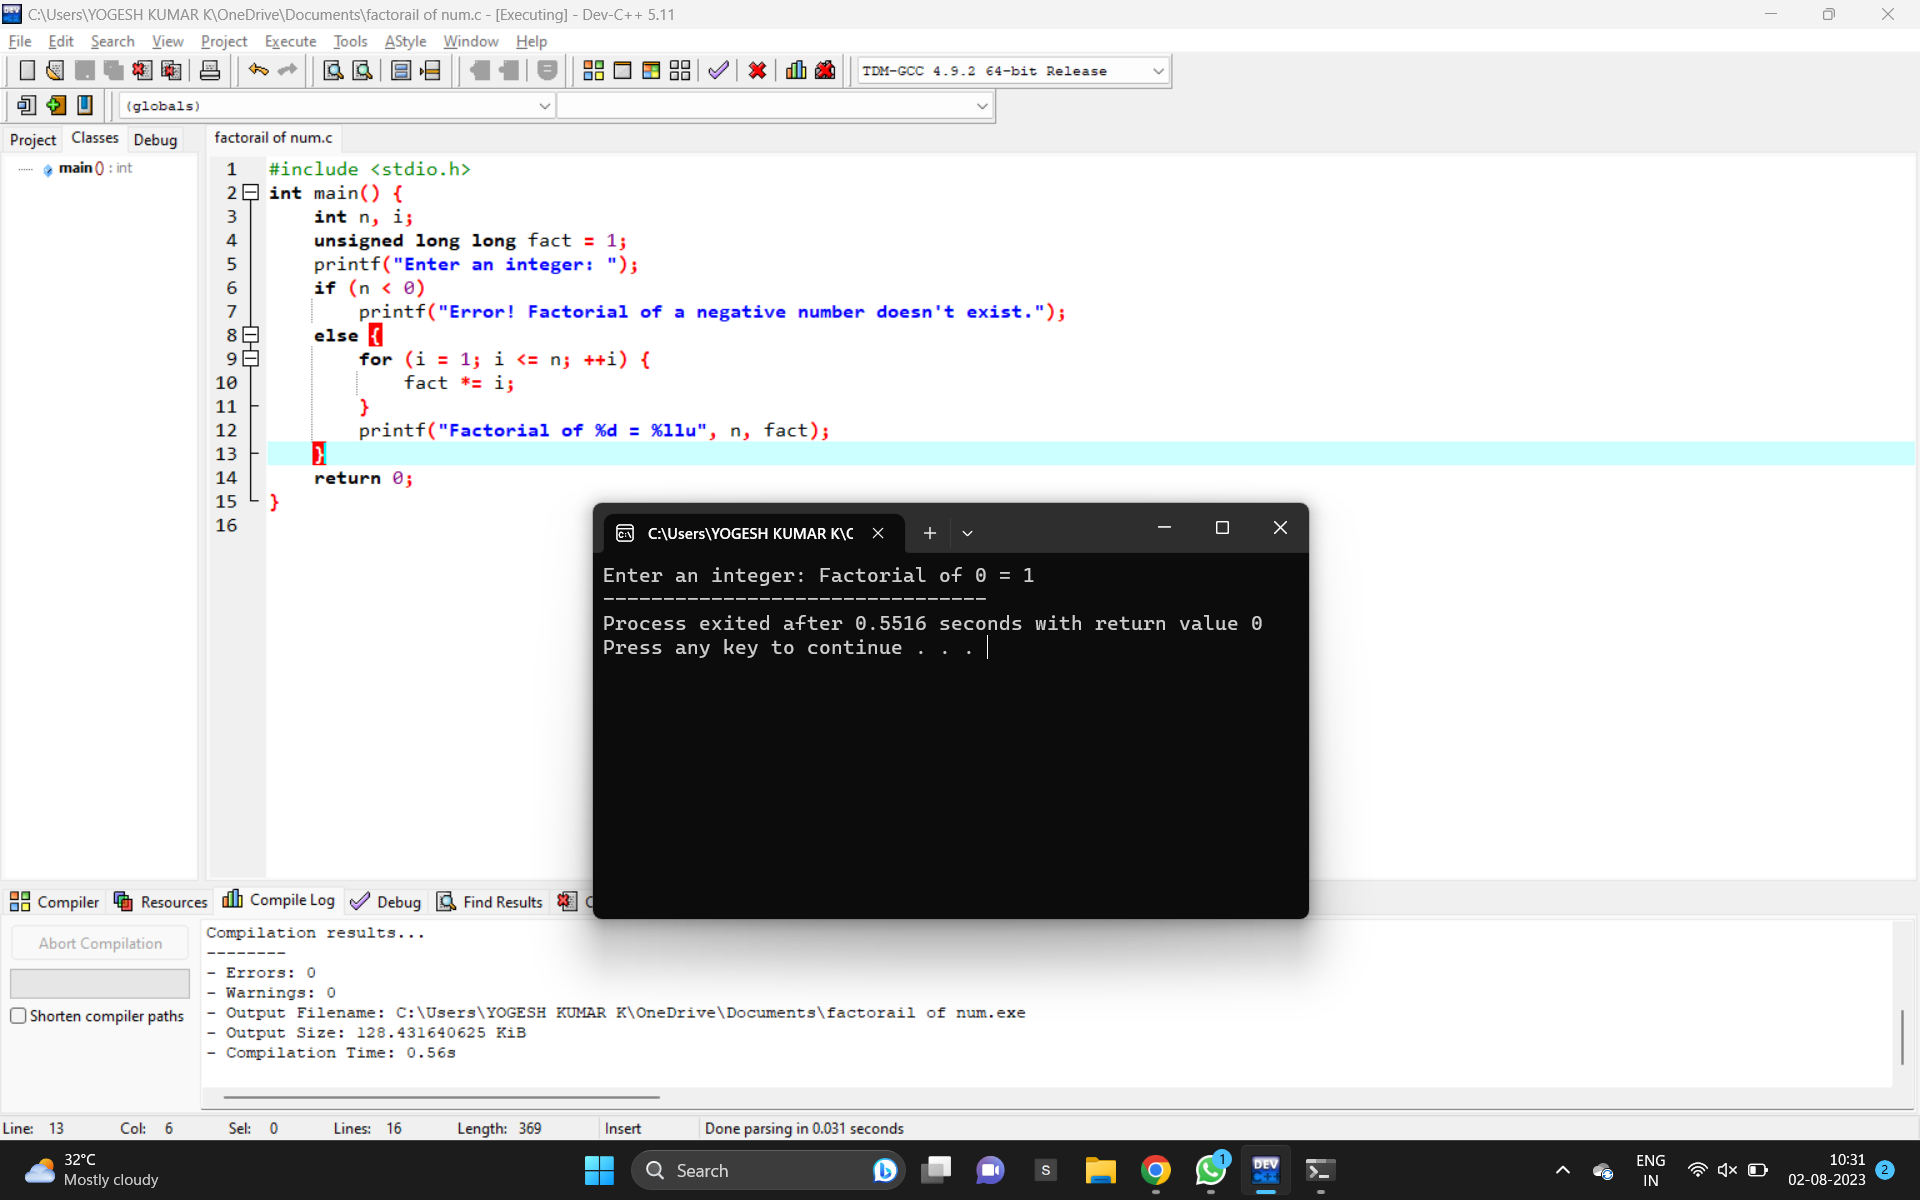 C:\Users\YOGESH KUMAR K\OneDrive\Documents\factorail of num.c - [Executing] - Dev-C++ 5.11
File Edit Search View Project Execute Tools AStyle Window Help
TDM-GCC 4.9.2 64-bit Release
(globals)
Project Classes Debug
factorail of num.c
main() : int
1 #include <stdio.h>
2 int main() {
3 int n, i;
4 unsigned long long fact = 1;
5 printf("Enter an integer: ");
6 if (n < 0)
7 printf("Error! Factorial of a negative number doesn't exist.");
8 else {
9 for (i = 1; i <= n; ++i) {
10 fact *= i;
11 }
12 printf("Factorial of %d = %llu", n, fact);
13 }
14 return 0;
15 }
16
C:\Users\YOGESH KUMAR K\C
Enter an integer: Factorial of 0 = 1
--------------------------------
Process exited after 0.5516 seconds with return value 0
Press any key to continue . . .
Compiler Resources Compile Log Debug Find Results
Abort Compilation
Shorten compiler paths
Compilation results...
--------
- Errors: 0
- Warnings: 0
- Output Filename: C:\Users\YOGESH KUMAR K\OneDrive\Documents\factorail of num.exe
- Output Size: 128.431640625 KiB
- Compilation Time: 0.56s
Line: 13 Col: 6 Sel: 0 Lines: 16 Length: 369 Insert Done parsing in 0.031 seconds
32°C
Mostly cloudy
Search
S
1
DEV
C++
ENG
IN
10:31
02-08-2023
2